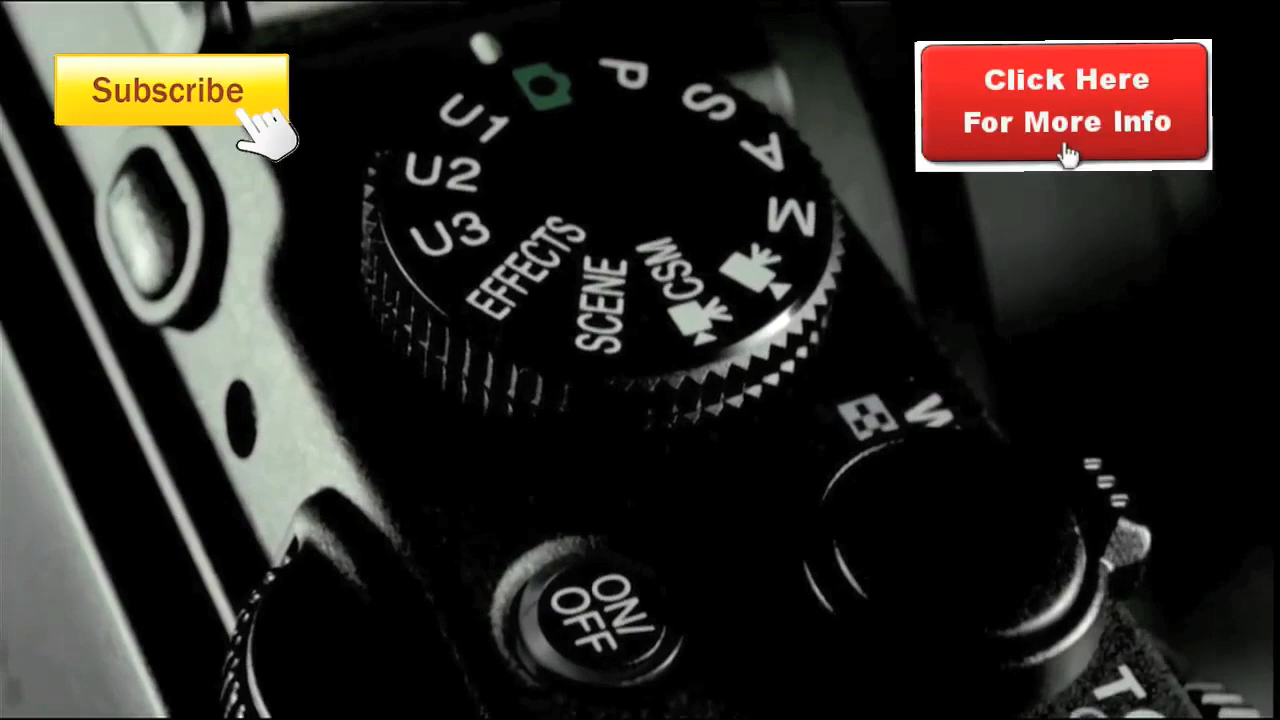 Subscribe
Click Here
For More Info
P
S
A
M
U1
U2
U3
EFFECTS
SCENE
CSM
W
ON/
OFF
T